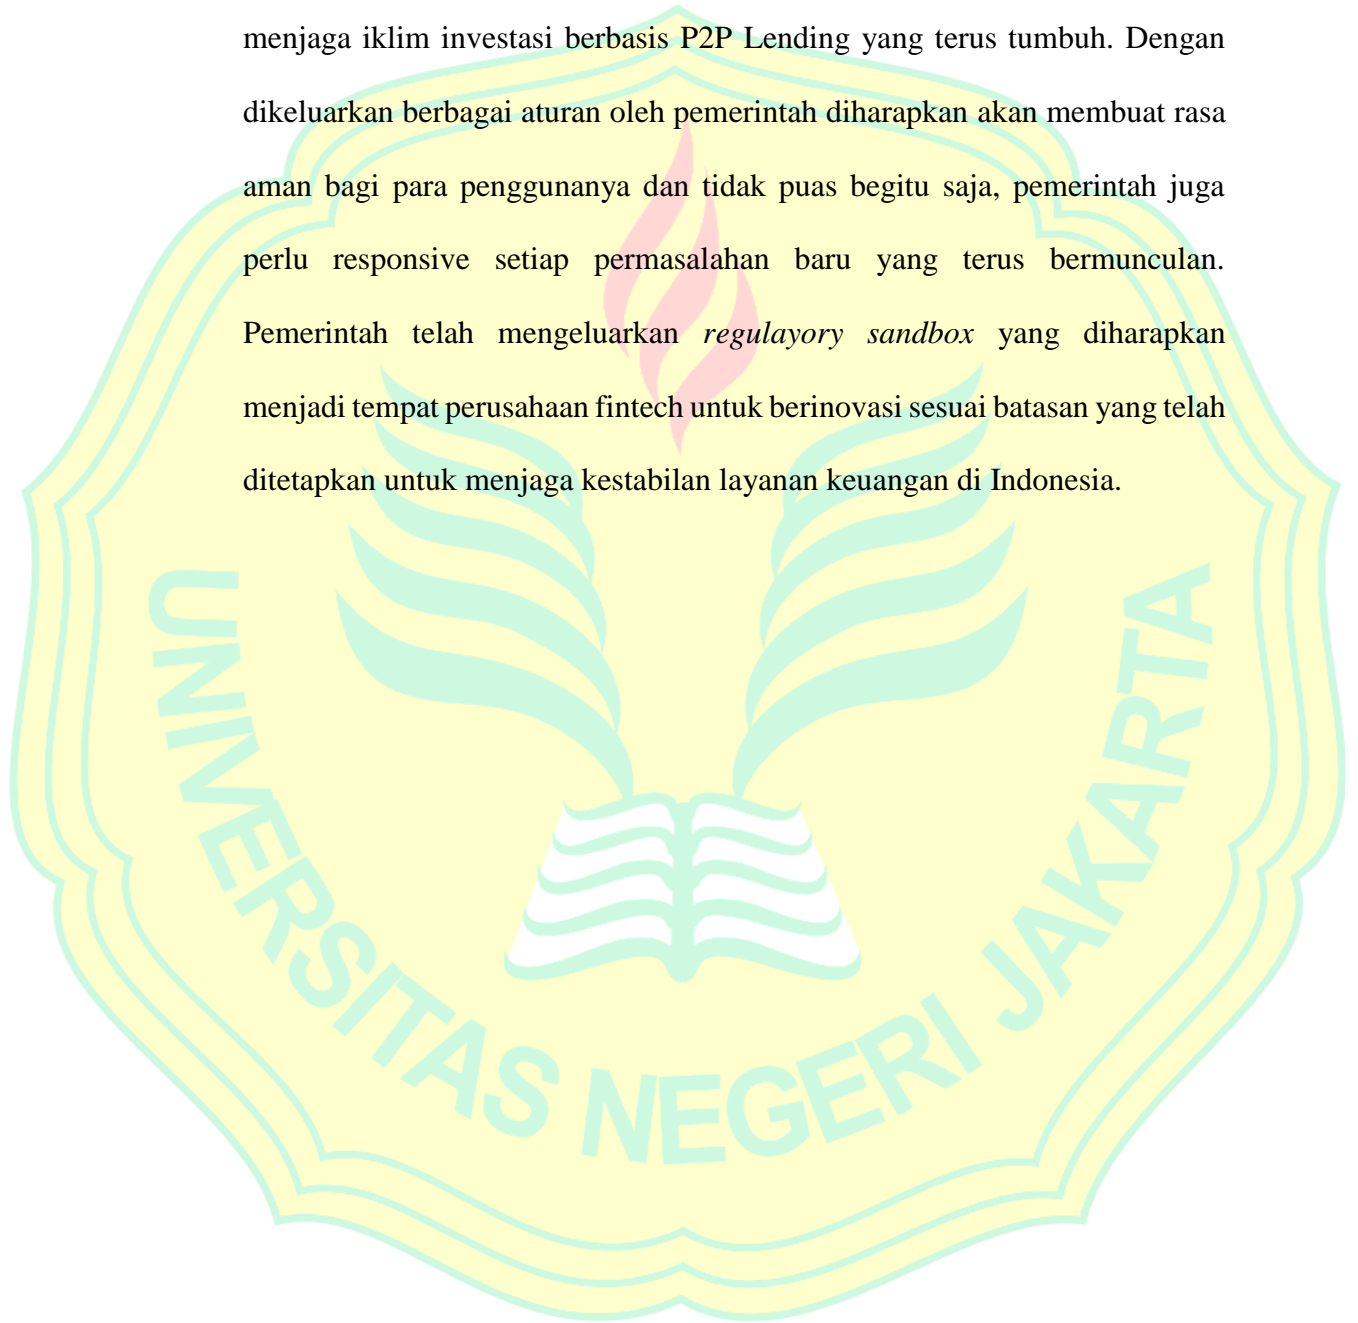 menjaga iklim investasi berbasis P2P Lending yang terus tumbuh. Dengan
dikeluarkan berbagai aturan oleh pemerintah diharapkan akan membuat rasa
aman bagi para penggunanya dan tidak puas begitu saja, pemerintah juga
perlu responsive setiap permasalahan baru yang terus bermunculan.
Pemerintah telah mengeluarkan regulayory sandbox yang diharapkan
menjadi tempat perusahaan fintech untuk berinovasi sesuai batasan yang telah
ditetapkan untuk menjaga kestabilan layanan keuangan di Indonesia.
UNIVERSITAS NEGERI JAKARTA